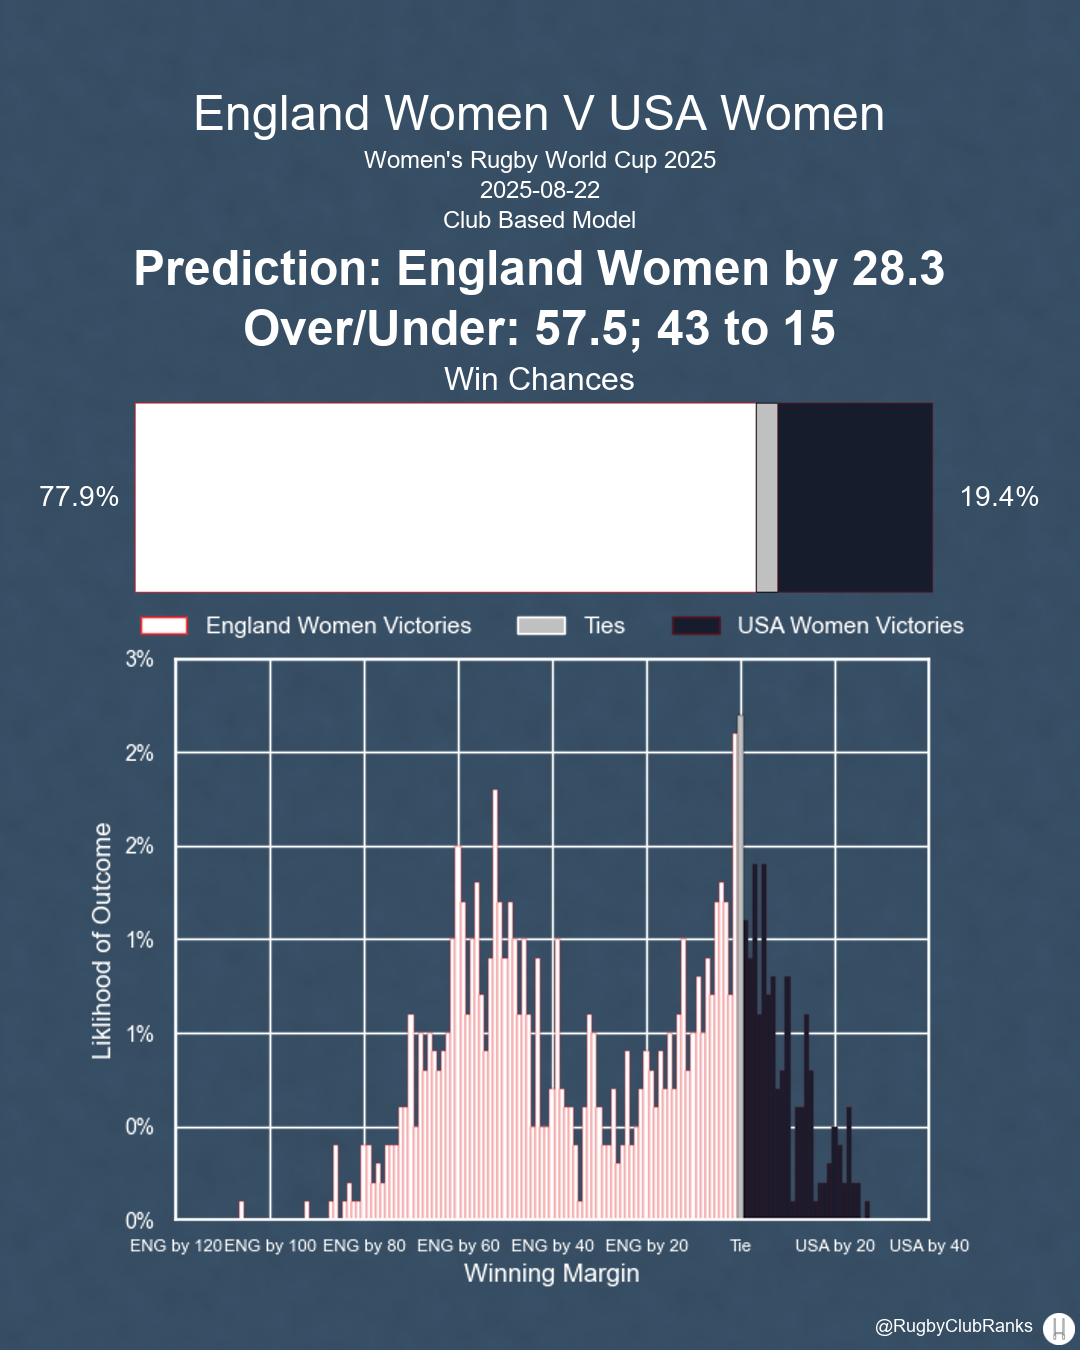 England Women V USA Women
Women's Rugby World Cup 2025
2025-08-22
Club Based Model
Prediction: England Women by 28.3
Over/Under: 57.5; 43 to 15
Win Chances
77.9%
19.4%
England Women Victories
Ties
USA Women Victories
3%
2%
2%
1%
1%
0%
0%
Liklihood of Outcome
ENG by 120 ENG by 100 ENG by 80 ENG by 60 ENG by 40 ENG by 20 Tie USA by 20 USA by 40
Winning Margin
@RugbyClubRanks